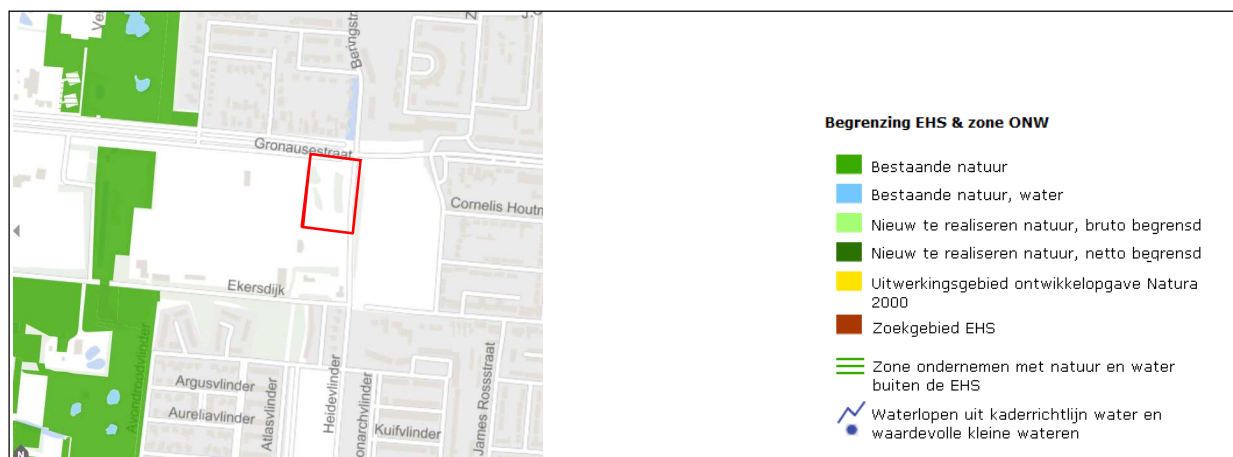 Vel
Beringstr
Z
J.C
Gronausestraat
Cornelis Houtm
Ekersdijk
Avondroodvlinder
Argusvlinder
Aureliavlinder
Atlasvlinder
Heidevlinder
onarchvlinder
Kuifvlinder
James Rossstraat
N
Begrenzing EHS & zone ONW
Bestaande natuur
Bestaande natuur, water
Nieuw te realiseren natuur, bruto begrensd
Nieuw te realiseren natuur, netto begrensd
Uitwerkingsgebied ontwikkelopgave Natura
2000
Zoekgebied EHS
Zone ondernemen met natuur en water
buiten de EHS
Waterlopen uit kaderrichtlijn water en
waardevolle kleine wateren